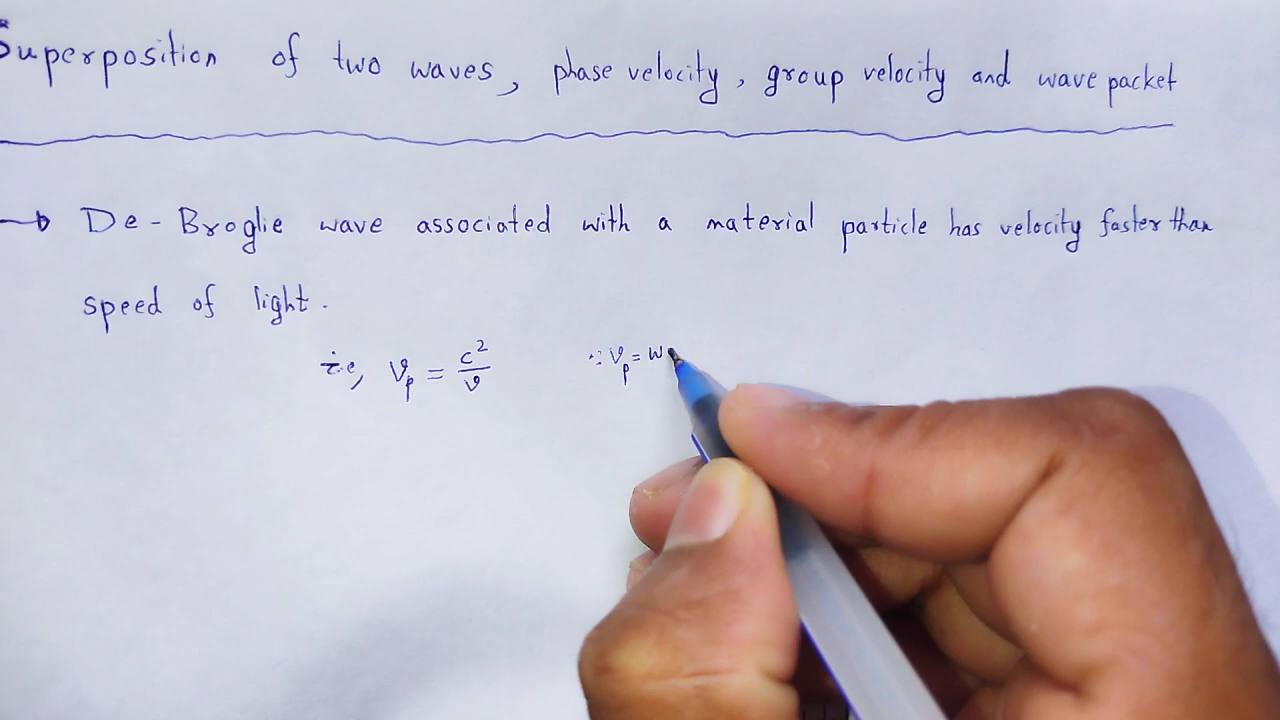 Superposition of two waves, phase velocity, group velocity and wave packet
→ De-Broglie wave associated with a material particle has velocity faster than
speed of light.
i.e, vₚ = c²/v ∵ vₚ = w